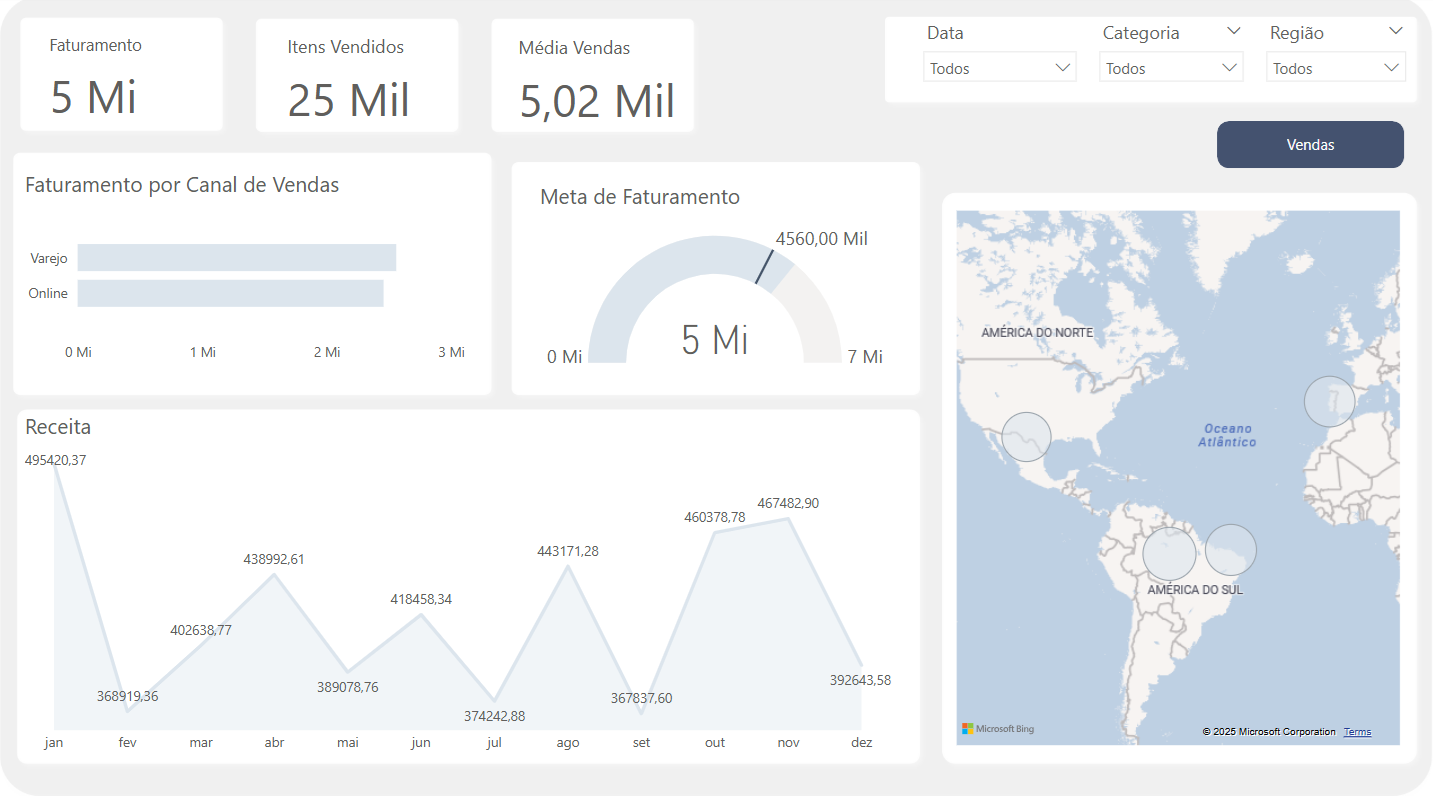 Faturamento
5 Mi
Itens Vendidos
25 Mil
Média Vendas
5,02 Mil
Data
Todos
Categoria
Todos
Região
Todos
Vendas
Faturamento por Canal de Vendas
Varejo
Online
0 Mi
1 Mi
2 Mi
3 Mi
Meta de Faturamento
4560,00 Mil
5 Mi
0 Mi
7 Mi
Receita
495420,37
368919,36
402638,77
438992,61
389078,76
418458,34
374242,88
443171,28
367837,60
460378,78
467482,90
392643,58
jan
fev
mar
abr
mai
jun
jul
ago
set
out
nov
dez
AMÉRICA DO NORTE
Oceano
Atlântico
AMÉRICA DO SUL
Microsoft Bing
© 2025 Microsoft Corporation
Terms